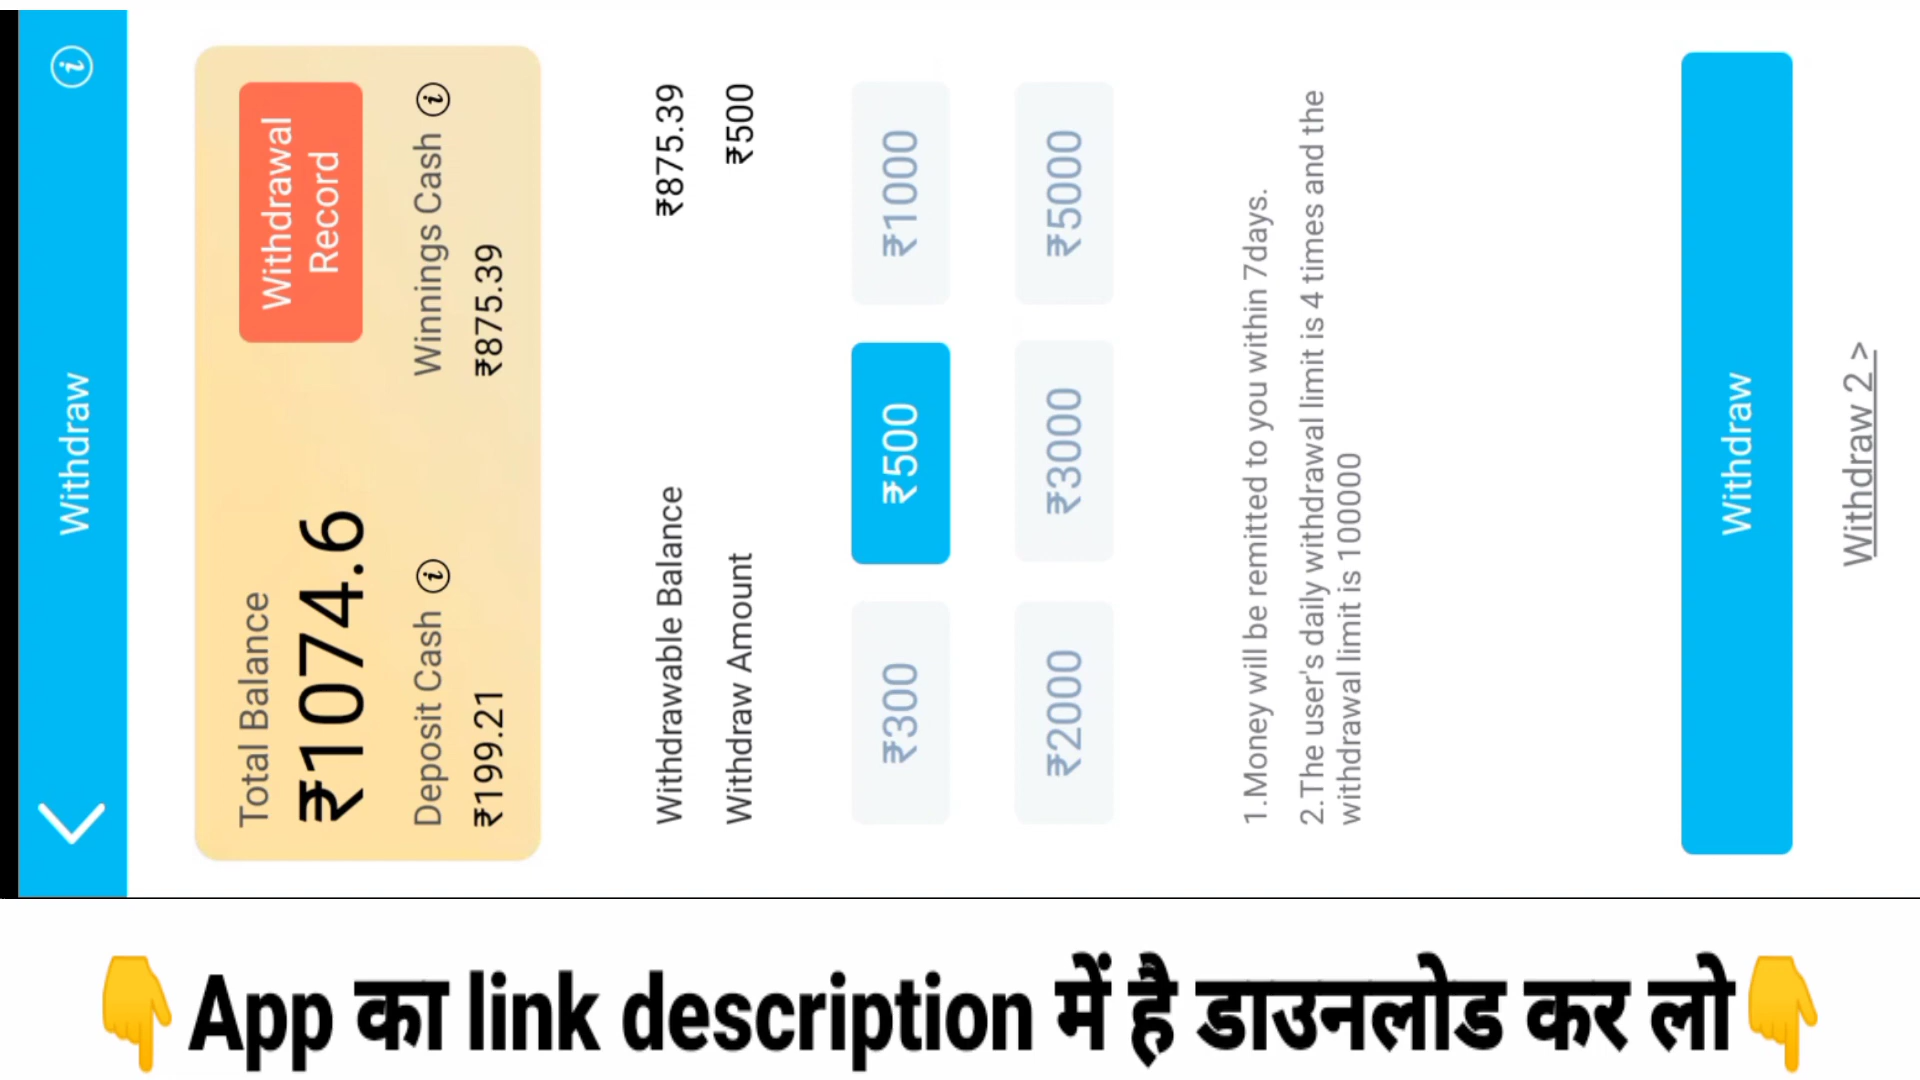 Withdraw
Total Balance
Withdrawal
Record
₹1074.6
Deposit Cash
Winnings Cash
₹199.21
₹875.39
Withdrawable Balance
₹875.39
Withdraw Amount
₹500
₹300
₹500
₹1000
₹2000
₹3000
₹5000
1.Money will be remitted to you within 7days.
2.The user's daily withdrawal limit is 4 times and the
withdrawal limit is 100000
Withdraw
Withdraw 2 >
👇App का link description में है डाउनलोड कर लो👇